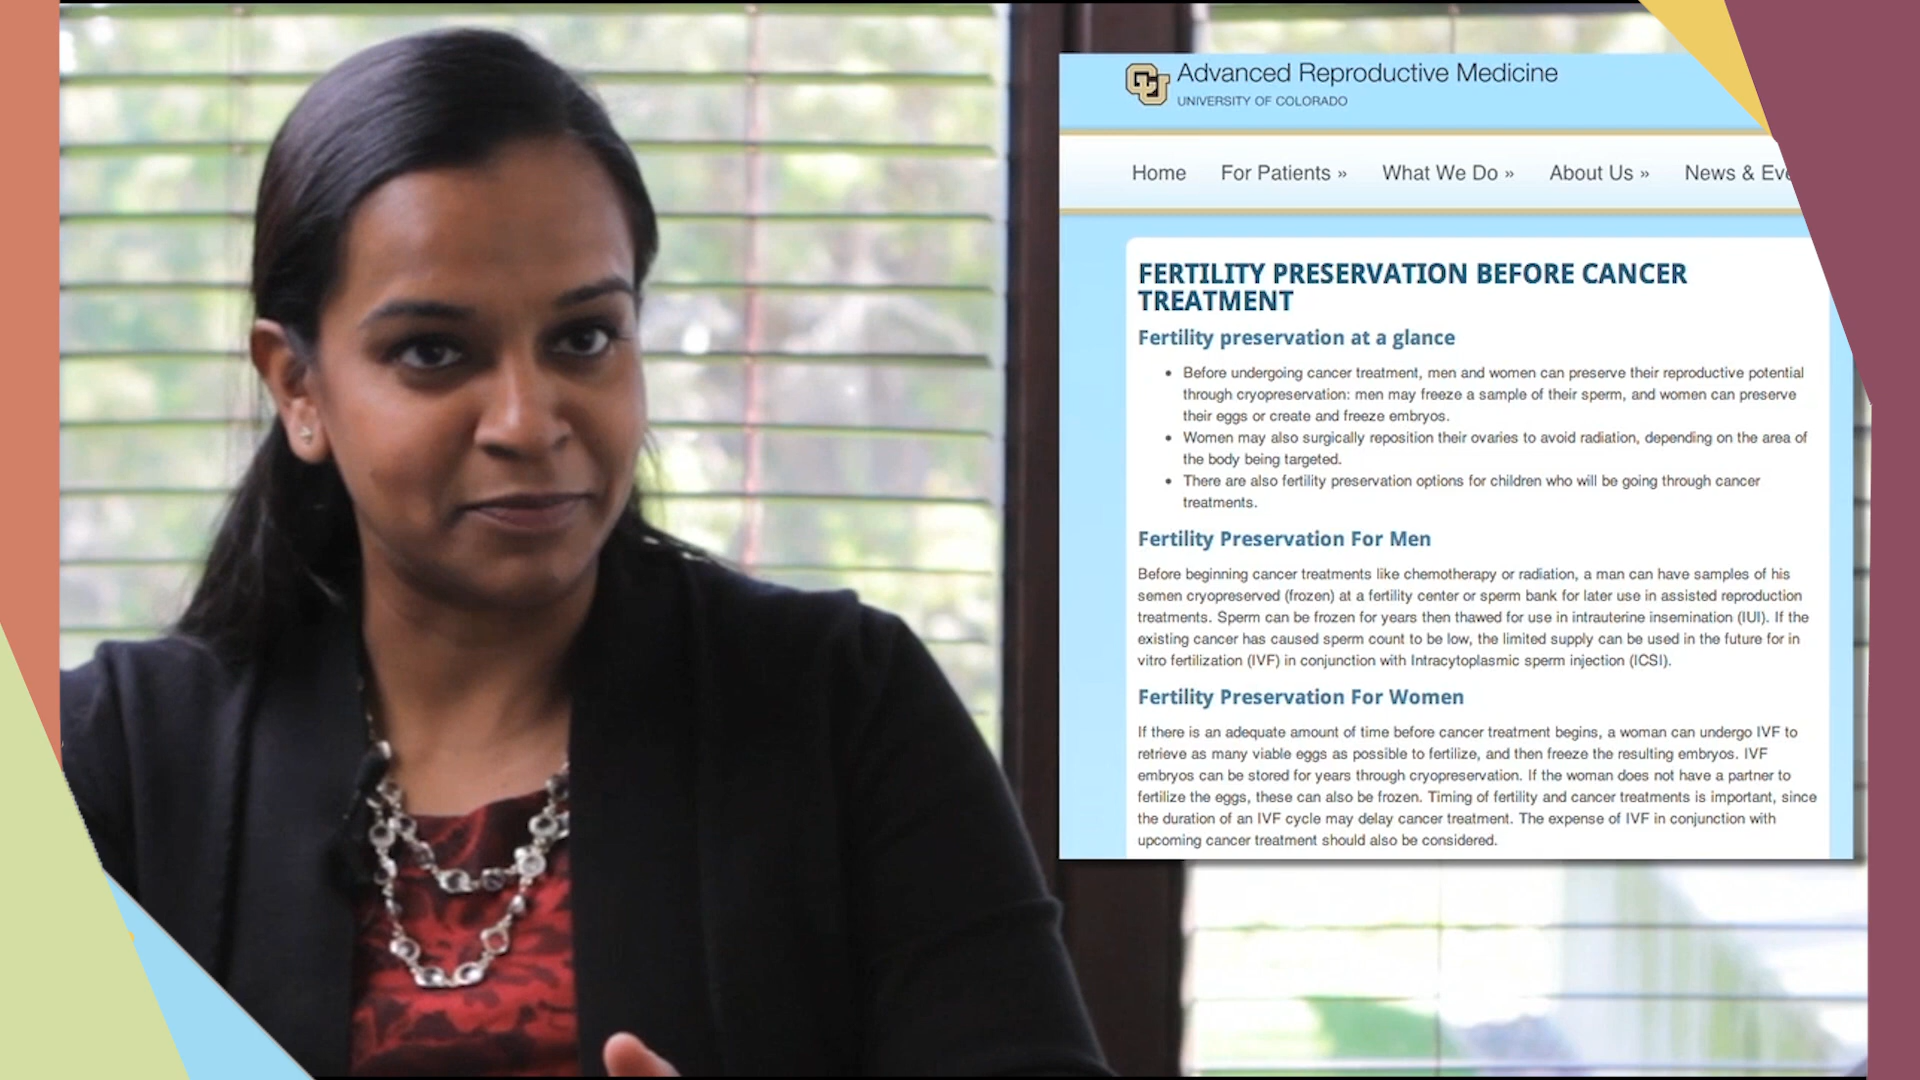 CU
Advanced Reproductive Medicine
UNIVERSITY OF COLORADO
Home For Patients » What We Do » About Us » News &
FERTILITY PRESERVATION BEFORE CANCER
TREATMENT
Fertility preservation at a glance
• Before undergoing cancer treatment, men and women can preserve their reproductive potential
through cryopreservation: men may freeze a sample of their sperm, and women can preserve
their eggs or create and freeze embryos.
• Women may also surgically reposition their ovaries to avoid radiation, depending on the area of
the body being targeted.
• There are also fertility preservation options for children who will be going through cancer
treatments.
Fertility Preservation For Men
Before beginning cancer treatments like chemotherapy or radiation, a man can have samples of his
semen cryopreserved (frozen) at a fertility center or sperm bank for later use in assisted reproduction
treatments. Sperm can be frozen for years then thawed for use in intrauterine insemination (IUI). If the
existing cancer has caused sperm count to be low, the limited supply can be used in the future for in
vitro fertilization (IVF) in conjunction with Intracytoplasmic sperm injection (ICSI).
Fertility Preservation For Women
If there is an adequate amount of time before cancer treatment begins, a woman can undergo IVF to
retrieve as many viable eggs as possible to fertilize, and then freeze the resulting embryos. IVF
embryos can be stored for years through cryopreservation. If the woman does not have a partner to
fertilize the eggs, these can also be frozen. Timing of fertility and cancer treatments is important, since
the duration of an IVF cycle may delay cancer treatment. The expense of IVF in conjunction with
upcoming cancer treatment should also be considered.